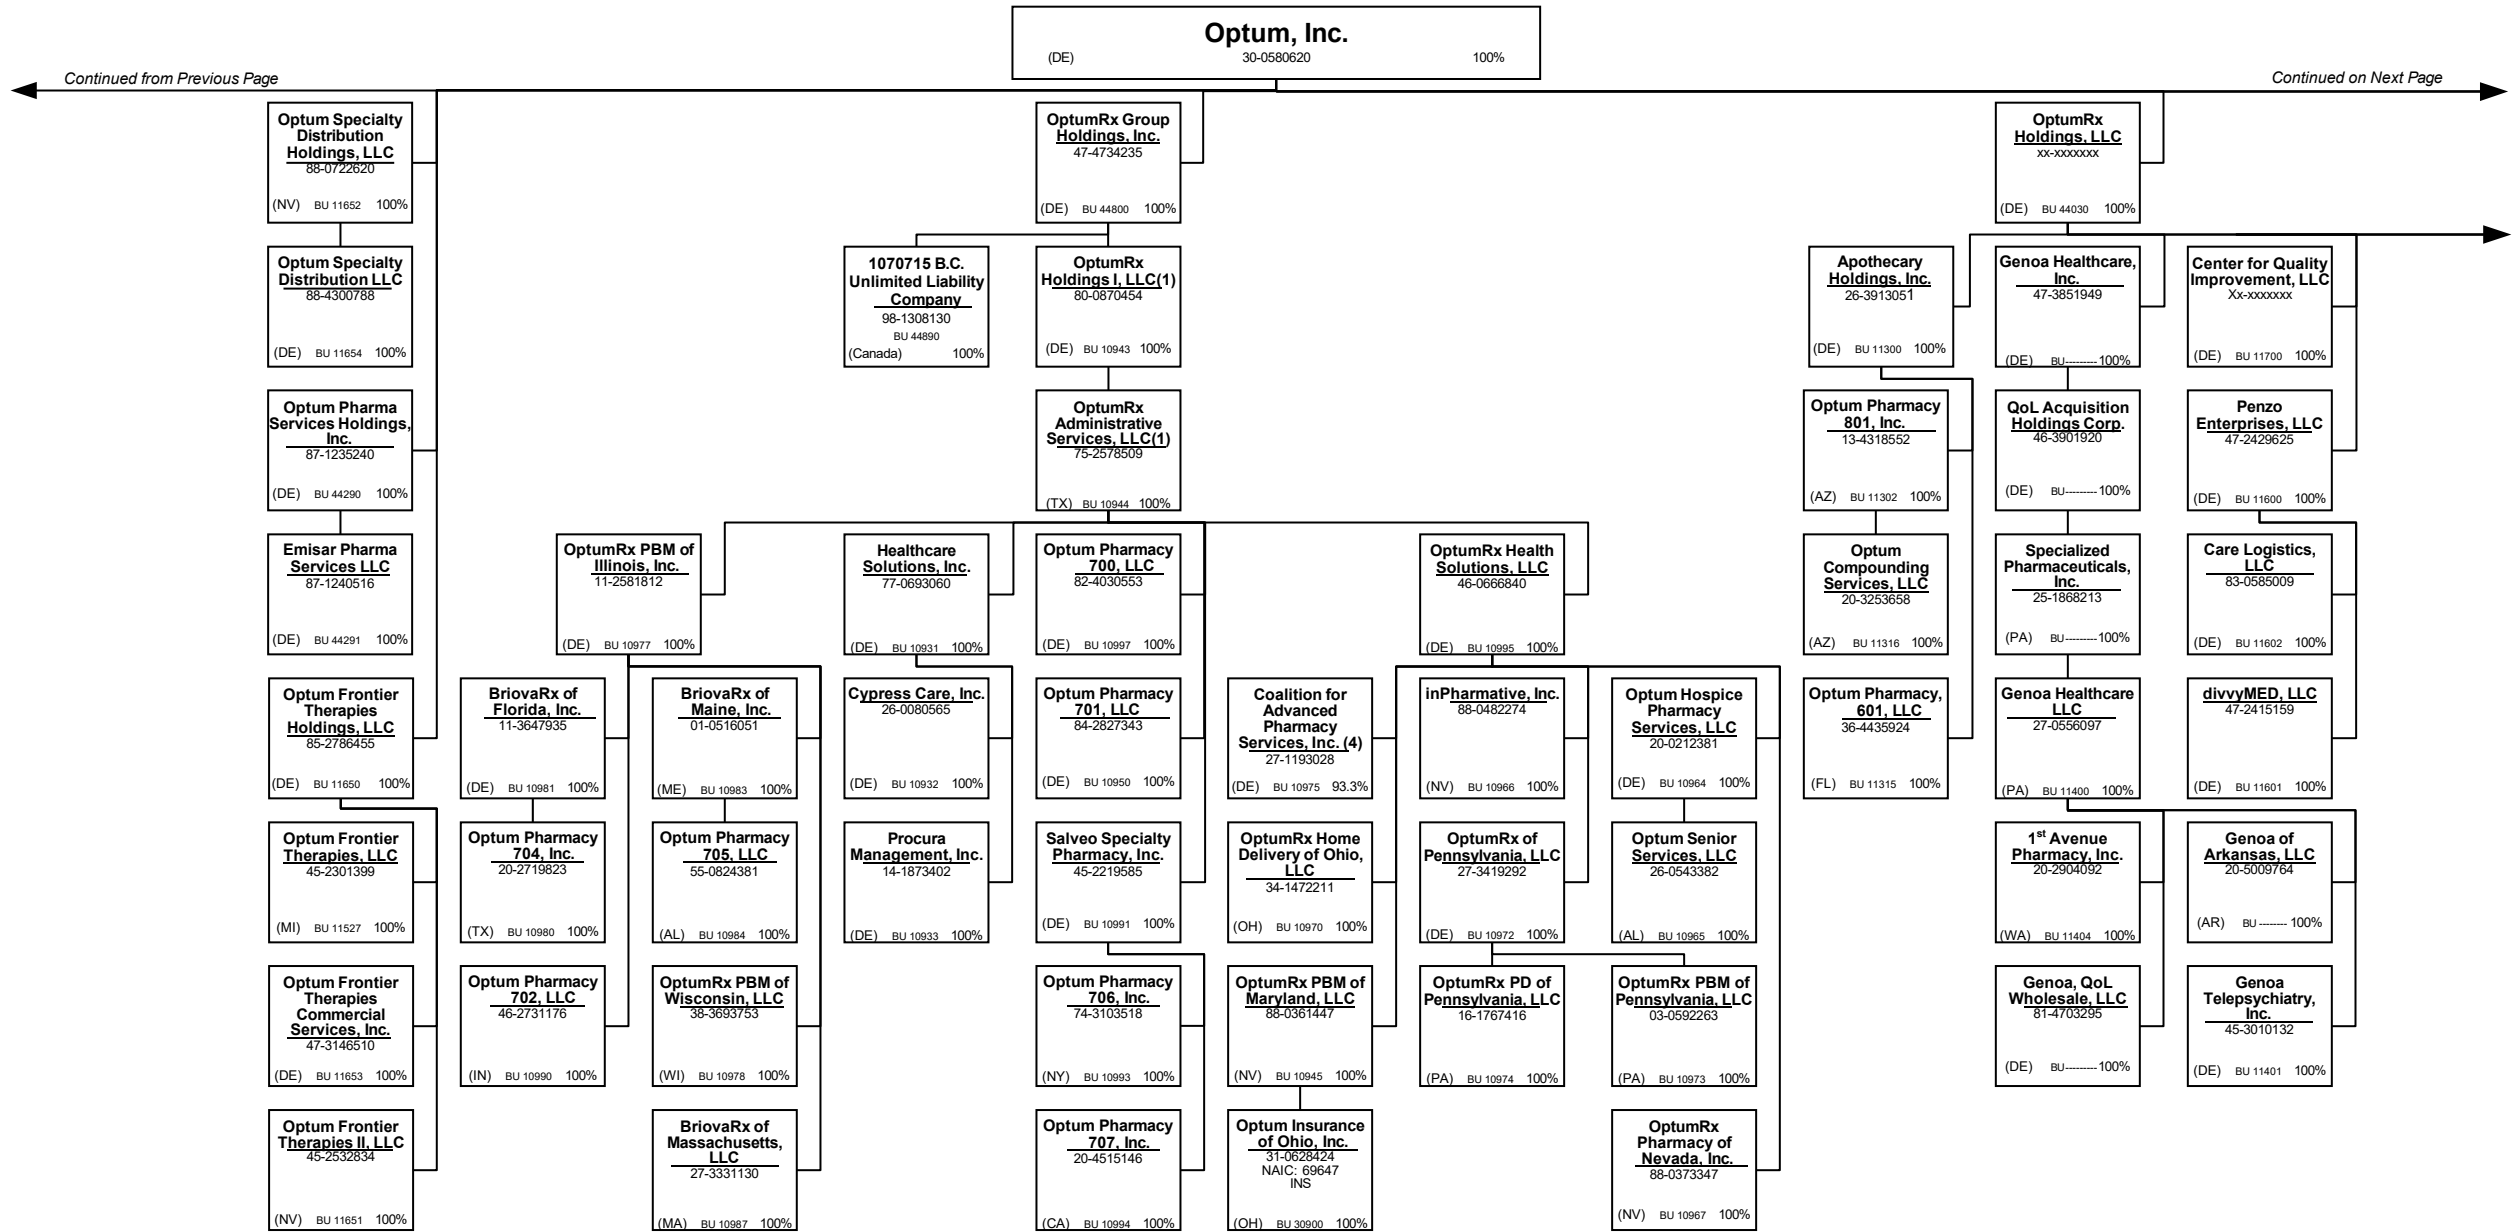 Optum, Inc.
(DE) 30-0580620 100%
Continued from Previous Page
Continued on Next Page
Optum Specialty
Distribution
Holdings, LLC
88-0722620
(NV) BU 11652 100%
OptumRx Group
Holdings, Inc.
47-4734235
(DE) BU 44800 100%
OptumRx
Holdings, LLC
xx-xxxxxxx
(DE) BU 44030 100%
Optum Specialty
Distribution LLC
88-4300788
(DE) BU 11654 100%
1070715 B.C.
Unlimited Liability
Company
98-1308130
BU 44890
(Canada) 100%
OptumRx
Holdings I, LLC(1)
80-0870454
(DE) BU 10943 100%
Apothecary
Holdings, Inc.
26-3913051
(DE) BU 11300 100%
Genoa Healthcare,
Inc.
47-3851949
(DE) BU--------- 100%
Center for Quality
Improvement, LLC
Xx-xxxxxxx
(DE) BU 11700 100%
Optum Pharma
Services Holdings,
Inc.
87-1235240
(DE) BU 44290 100%
OptumRx
Administrative
Services, LLC(1)
75-2578509
(TX) BU 10944 100%
Optum Pharmacy
801, Inc.
13-4318552
(AZ) BU 11302 100%
QoL Acquisition
Holdings Corp.
46-3901920
(DE) BU--------- 100%
Penzo
Enterprises, LLC
47-2429625
(DE) BU 11600 100%
Emisar Pharma
Services LLC
87-1240516
(DE) BU 44291 100%
OptumRx PBM of
Illinois, Inc.
11-2581812
(DE) BU 10977 100%
Healthcare
Solutions, Inc.
77-0693060
(DE) BU 10931 100%
Optum Pharmacy
700, LLC
82-4030553
(DE) BU 10997 100%
OptumRx Health
Solutions, LLC
46-0666840
(DE) BU 10995 100%
Optum
Compounding
Services, LLC
20-3253658
(AZ) BU 11316 100%
Specialized
Pharmaceuticals,
Inc.
25-1868213
(PA) BU--------- 100%
Care Logistics,
LLC
83-0585009
(DE) BU 11602 100%
Optum Frontier
Therapies
Holdings, LLC
85-2786455
(DE) BU 11650 100%
BriovaRx of
Florida, Inc.
11-3647935
(DE) BU 10981 100%
BriovaRx of
Maine, Inc.
01-0516051
(ME) BU 10983 100%
Cypress Care, Inc.
26-0080565
(DE) BU 10932 100%
Optum Pharmacy
701, LLC
84-2827343
(DE) BU 10950 100%
Coalition for
Advanced
Pharmacy
Services, Inc. (4)
27-1193028
(DE) BU 10975 93.3%
inPharmative, Inc.
88-0482274
(NV) BU 10966 100%
Optum Hospice
Pharmacy
Services, LLC
20-0212381
(DE) BU 10964 100%
Optum Pharmacy,
601, LLC
36-4435924
(FL) BU 11315 100%
Genoa Healthcare
LLC
27-0556097
(PA) BU 11400 100%
divvyMED, LLC
47-2415159
(DE) BU 11601 100%
Optum Frontier
Therapies, LLC
45-2301399
(MI) BU 11527 100%
Optum Pharmacy
704, Inc.
20-2719823
(TX) BU 10980 100%
Optum Pharmacy
705, LLC
55-0824381
(AL) BU 10984 100%
Procura
Management, Inc.
14-1873402
(DE) BU 10933 100%
Salveo Specialty
Pharmacy, Inc.
45-2219585
(DE) BU 10991 100%
OptumRx Home
Delivery of Ohio,
LLC
34-1472211
(OH) BU 10970 100%
OptumRx of
Pennsylvania, LLC
27-3419292
(DE) BU 10972 100%
Optum Senior
Services, LLC
26-0543382
(AL) BU 10965 100%
1st Avenue
Pharmacy, Inc.
20-2904092
(WA) BU 11404 100%
Genoa of
Arkansas, LLC
20-5009764
(AR) BU -------- 100%
Optum Frontier
Therapies
Commercial
Services, Inc.
47-3146510
(DE) BU 11653 100%
Optum Pharmacy
702, LLC
46-2731176
(IN) BU 10990 100%
OptumRx PBM of
Wisconsin, LLC
38-3693753
(WI) BU 10978 100%
Optum Pharmacy
706, Inc.
74-3103518
(NY) BU 10993 100%
OptumRx PBM of
Maryland, LLC
88-0361447
(NV) BU 10945 100%
OptumRx PD of
Pennsylvania, LLC
16-1767416
(PA) BU 10974 100%
OptumRx PBM of
Pennsylvania, LLC
03-0592263
(PA) BU 10973 100%
Genoa, QoL
Wholesale, LLC
81-4703295
(DE) BU--------- 100%
Genoa
Telepsychiatry,
Inc.
45-3010132
(DE) BU 11401 100%
Optum Frontier
Therapies II, LLC
45-2532834
(NV) BU 11651 100%
BriovaRx of
Massachusetts,
LLC
27-3331130
(MA) BU 10987 100%
Optum Pharmacy
707, Inc.
20-4515146
(CA) BU 10994 100%
Optum Insurance
of Ohio, Inc.
31-0628424
NAIC: 69647
INS
(OH) BU 30900 100%
OptumRx
Pharmacy of
Nevada, Inc.
88-0373347
(NV) BU 10967 100%